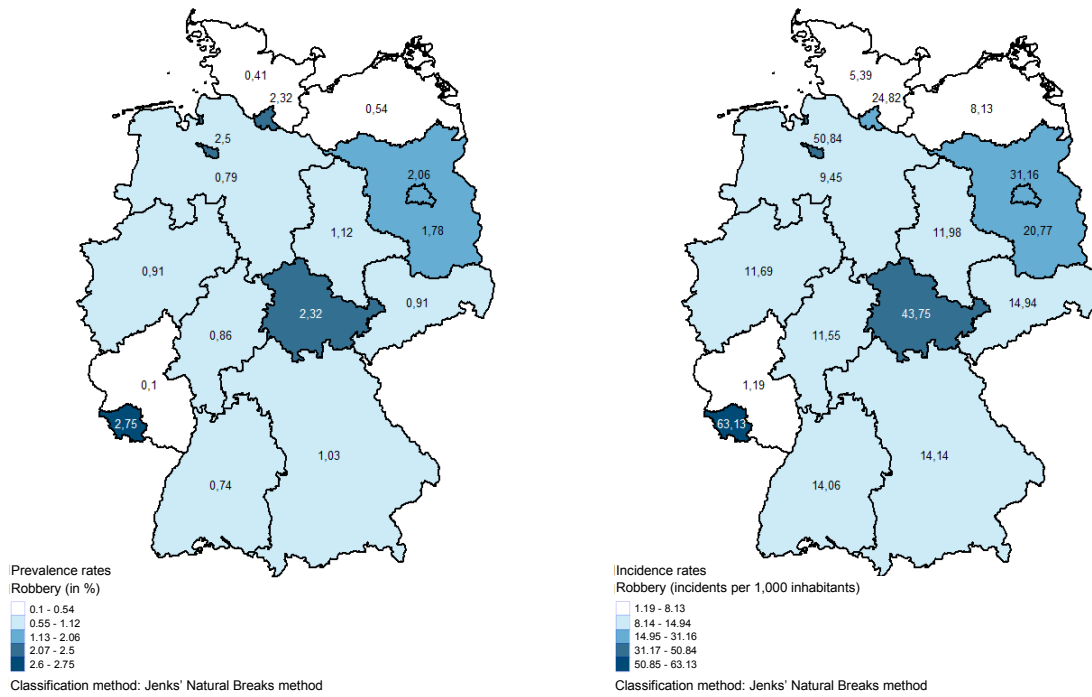 0,41
2,32
0,54
2,5
0,79
2,06
1,78
1,12
0,91
0,91
2,32
0,86
0,1
2,75
1,03
0,74
Prevalence rates
Robbery (in %)
0.1 - 0.54
0.55 - 1.12
1.13 - 2.06
2.07 - 2.5
2.6 - 2.75
Classification method: Jenks' Natural Breaks method
5,39
24,82
8,13
50,84
9,45
31,16
20,77
11,98
11,69
14,94
43,75
11,55
1,19
63,13
14,14
14,06
Incidence rates
Robbery (incidents per 1,000 inhabitants)
1.19 - 8.13
8.14 - 14.94
14.95 - 31.16
31.17 - 50.84
50.85 - 63.13
Classification method: Jenks' Natural Breaks method